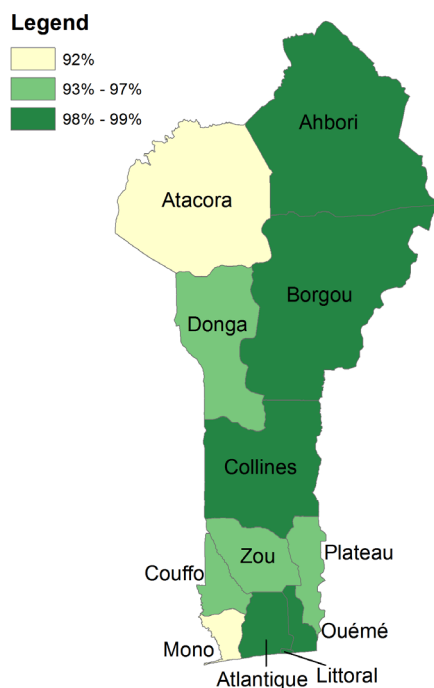 Legend
92%
93% - 97%
98% - 99%
Ahbori
Atacora
Borgou
Donga
Collines
Zou
Plateau
Couffo
Ouémé
Mono
Littoral
Atlantique